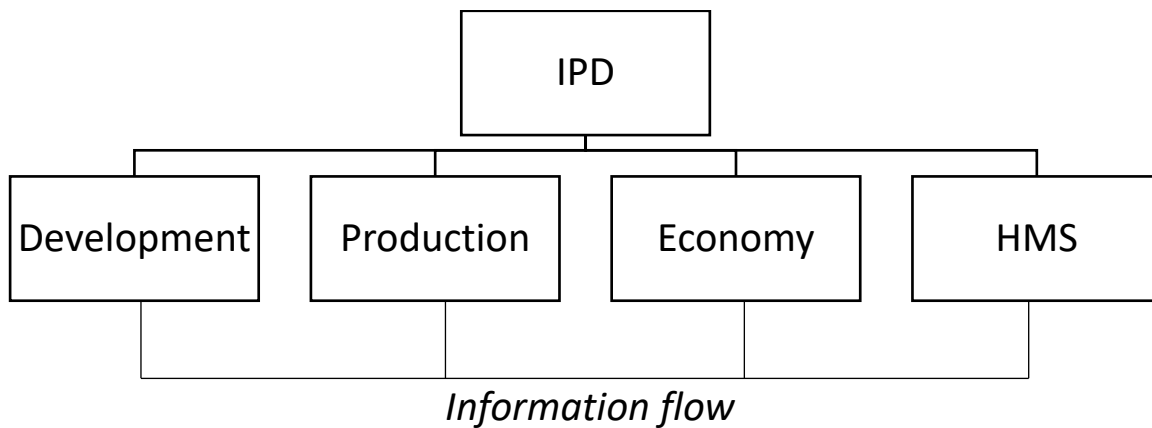 IPD
Development
Production
Economy
HMS
Information flow